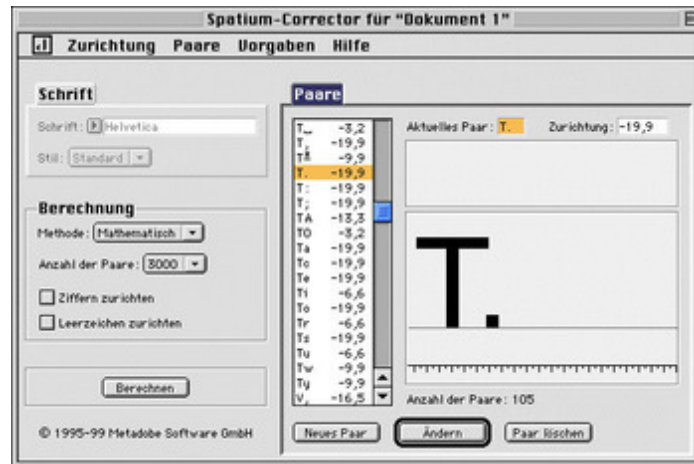 Spatium-Corrector für "Dokument 1"
Zurichtung Paare Vorgaben Hilfe
Schrift
Schrift: Helvetica
Stil: Standard
Berechnung
Methode: Mathematisch
Anzahl der Paare: 3000
Ziffern zurichten
Leerzeichen zurichten
Berechnen
© 1995-99 Metadobe Software GmbH
Paare
T -3,2
T, -19,9
-9,9
T. -19,9
T: -19,9
T; -19,9
TA -13,3
TO -3,2
Ta -19,9
Tc -19,9
Te -19,9
Ti -6,6
To -19,9
Tr -6,6
Ts -19,9
Tu -6,6
Tw -9,9
Ty -9,9
V, -16,5
Aktuelles Paar: T. Zurichtung: -19,9
T.
Anzahl der Paare: 105
Neues Paar Ändern Paar löschen